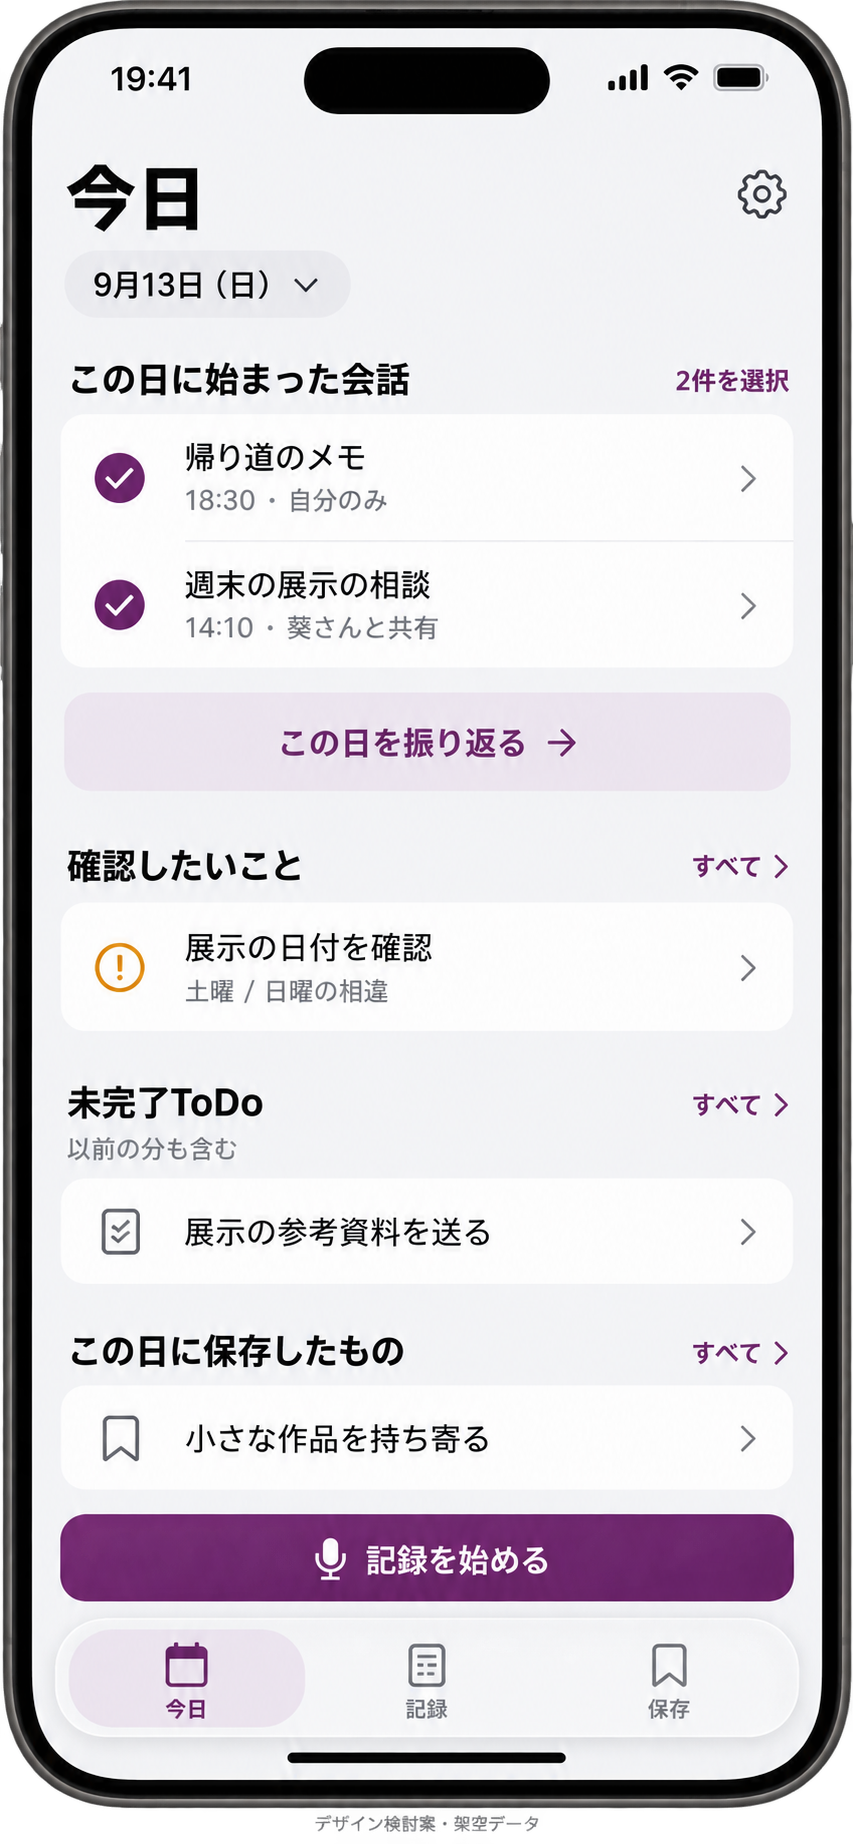 19:41
今日
9月13日（日）
この日に始まった会話
2件を選択
帰り道のメモ
18:30・自分のみ
週末の展示の相談
14:10・葵さんと共有
この日を振り返る →
確認したいこと
すべて
展示の日付を確認
土曜 / 日曜の相違
未完了ToDo
すべて
以前の分も含む
展示の参考資料を送る
この日に保存したもの
すべて
小さな作品を持ち寄る
記録を始める
今日
記録
保存
デザイン検討案・架空データ